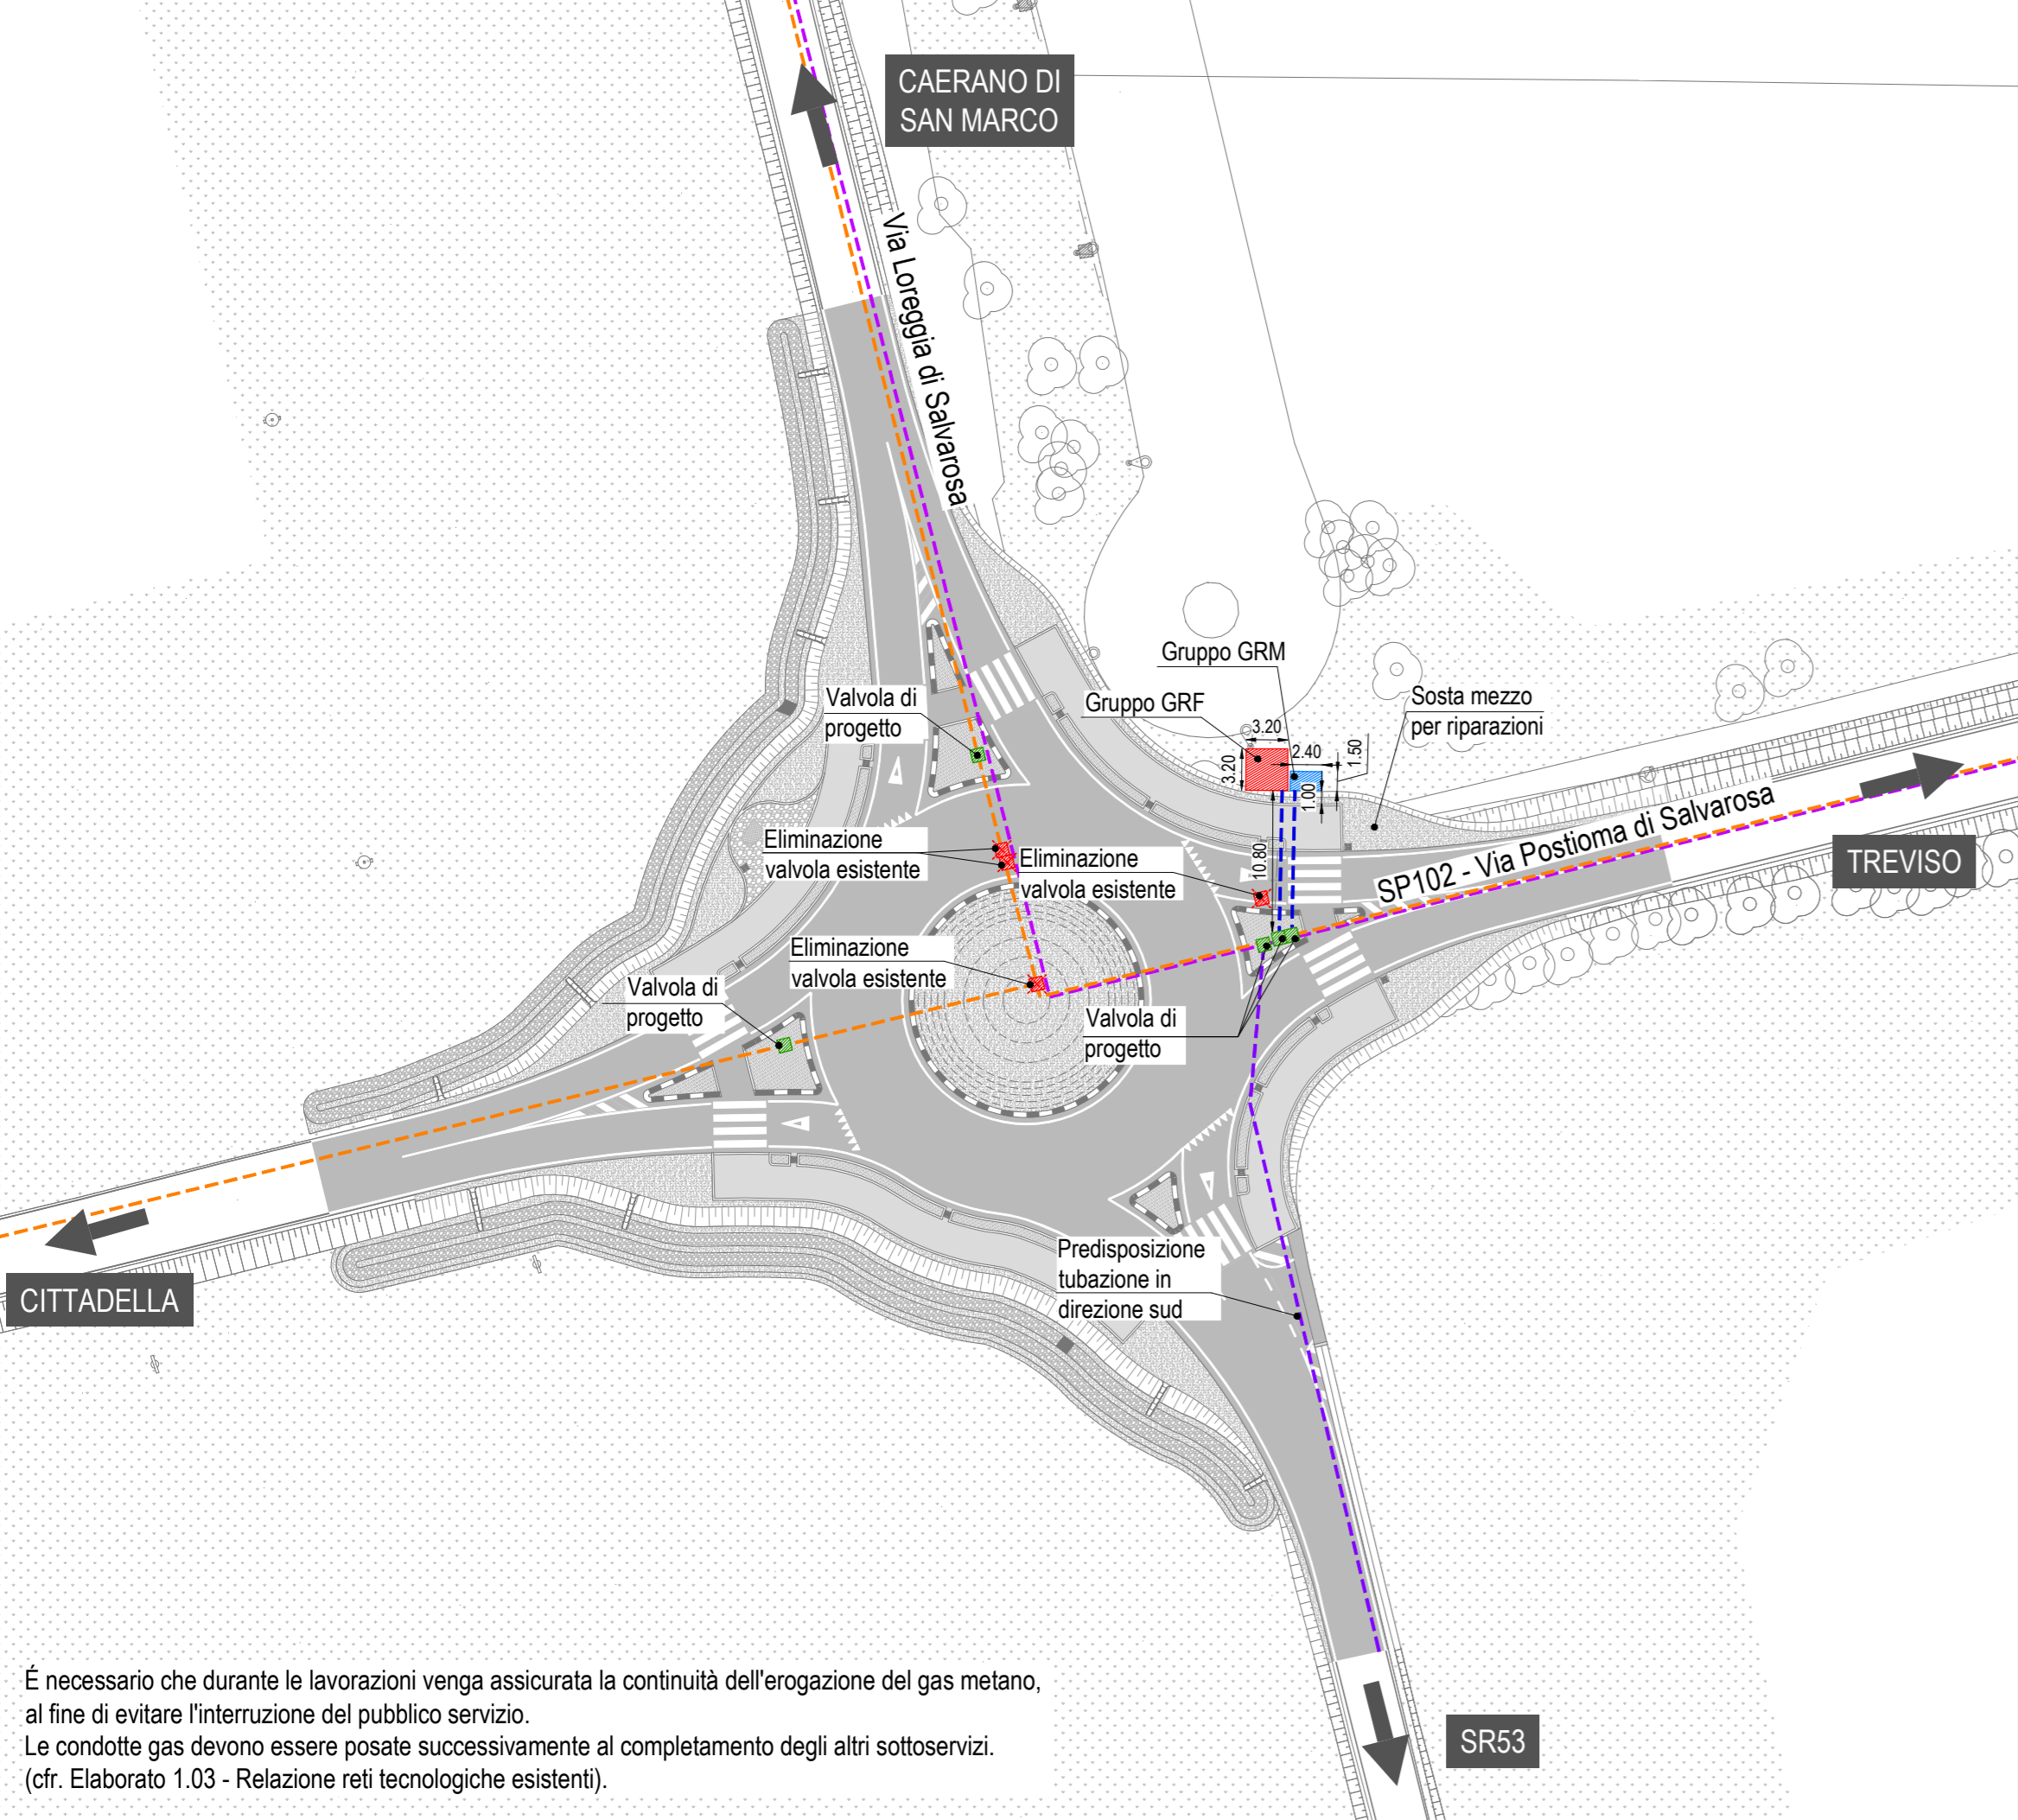 CAERANO DI
SAN MARCO
Via Loreggia di Salvarosa
Gruppo GRM
Gruppo GRF
Sosta mezzo
per riparazioni
Valvola di
progetto
3.20
3.20
2.40
1.50
1.00
10.80
SP102 - Via Postioma di Salvarosa
TREVISO
Eliminazione
valvola esistente
Eliminazione
valvola esistente
Eliminazione
valvola esistente
Valvola di
progetto
Valvola di
progetto
Predisposizione
tubazione in
direzione sud
CITTADELLA
SR53
É necessario che durante le lavorazioni venga assicurata la continuità dell'erogazione del gas metano,
al fine di evitare l'interruzione del pubblico servizio.
Le condotte gas devono essere posate successivamente al completamento degli altri sottoservizi.
(cfr. Elaborato 1.03 - Relazione reti tecnologiche esistenti).